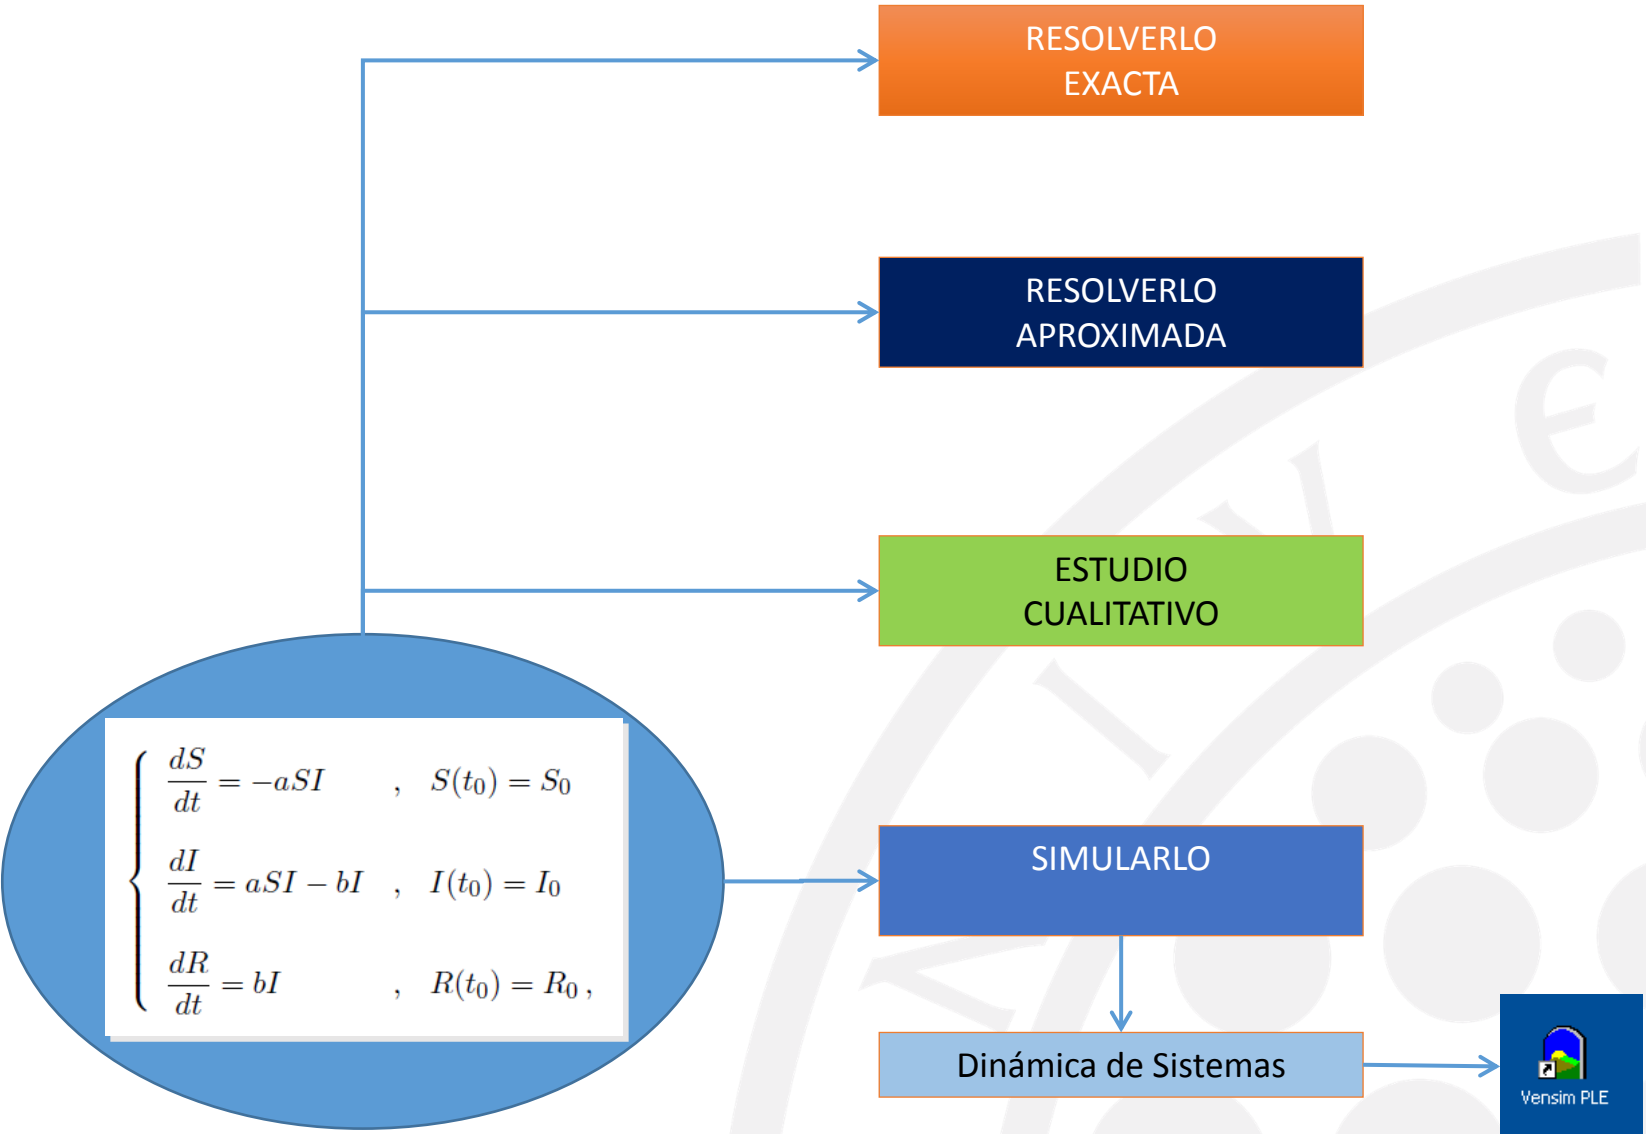 RESOLVERLO
EXACTA
RESOLVERLO
APROXIMADA
ESTUDIO
CUALITATIVO
dS/dt = −aSI , S(t₀) = S₀
dI/dt = aSI − bI , I(t₀) = I₀
dR/dt = bI , R(t₀) = R₀ ,
SIMULARLO
Dinámica de Sistemas
Vensim PLE
V E
I